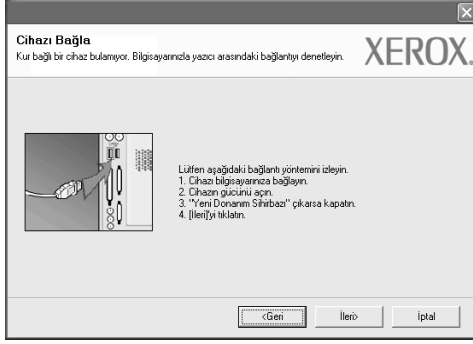 Cihazı Bağla
Kur bağlı bir cihaz bulamıyor. Bilgisayarınızla yazıcı arasındaki bağlantıyı denetleyin.
XEROX.
Lütfen aşağıdaki bağlantı yöntemini izleyin.
1. Cihazı bilgisayarınıza bağlayın.
2. Cihazın gücünü açın.
3. "Yeni Donanım Sihirbazı" çıkarsa kapatın.
4. [İleri]'yi tıklatın.
<Geri
İleri>
İptal